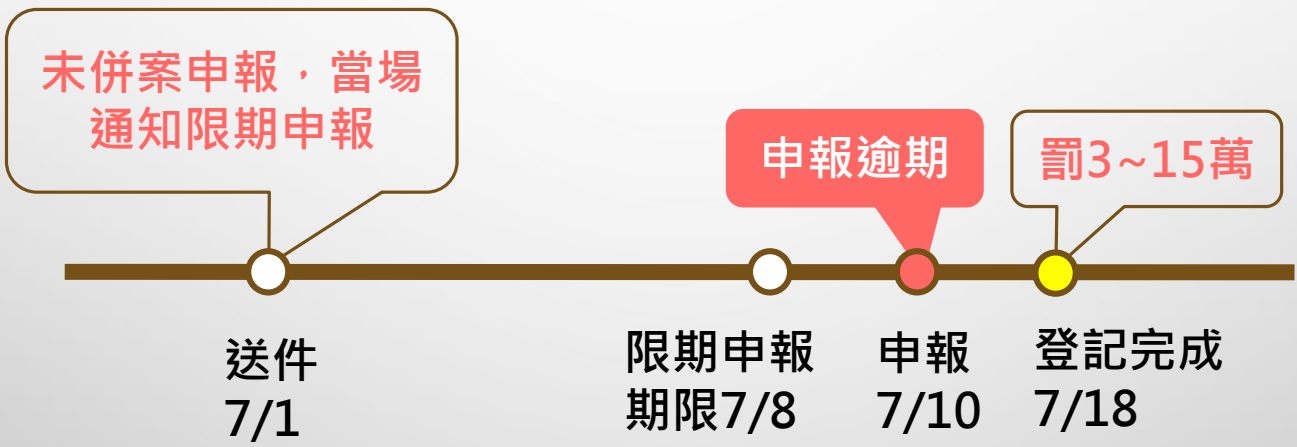 未併案申報，當場
通知限期申報
申報逾期
罰3~15萬
送件
7/1
限期申報
期限7/8
申報
7/10
登記完成
7/18